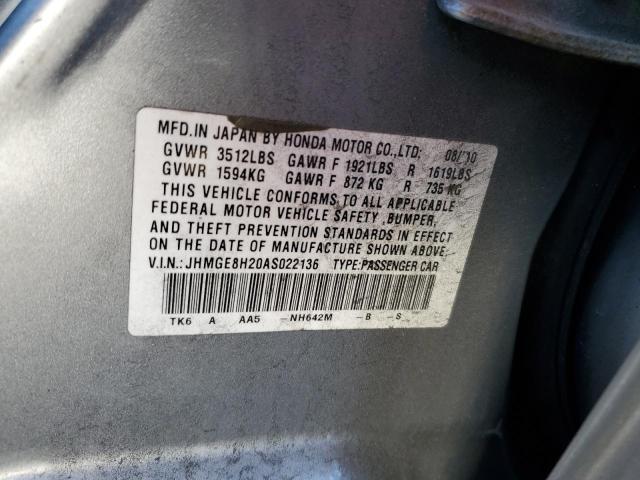 MFD.IN JAPAN BY HONDA MOTOR CO.,LTD; 08/10
GVWR 3512LBS GAWR F 1921LBS R 1619LBS
GVWR 1594KG GAWR F 872 KG R 735 KG
THIS VEHICLE CONFORMS TO ALL APPLICABLE
FEDERAL MOTOR VEHICLE SAFETY ,BUMPER,
AND THEFT PREVENTION STANDARDS IN EFFECT
ON THE DATE OF MANUFACTURE SHOWN ABOVE.
V.I.N.: JHMGE8H20AS022136 TYPE:PASSENGER CAR
TK6 A AA5 -NH642M -B -S